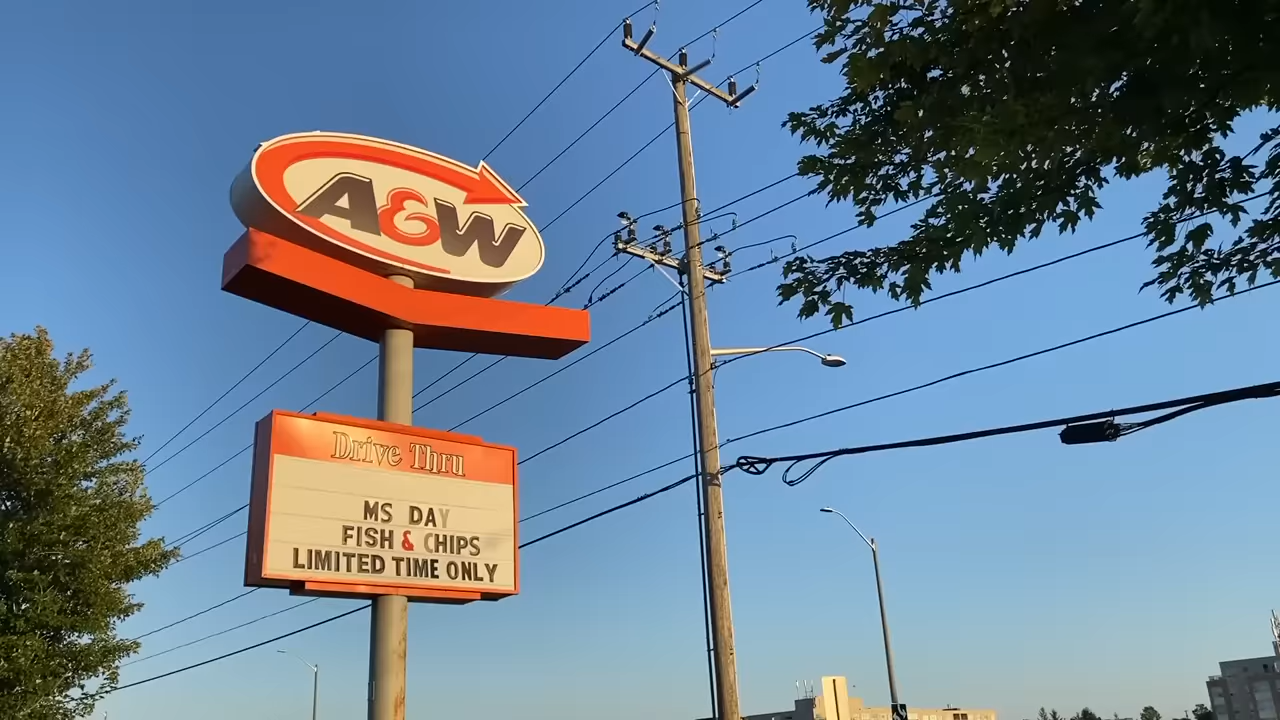 A&W
Drive Thru
MS DAY
FISH & CHIPS
LIMITED TIME ONLY